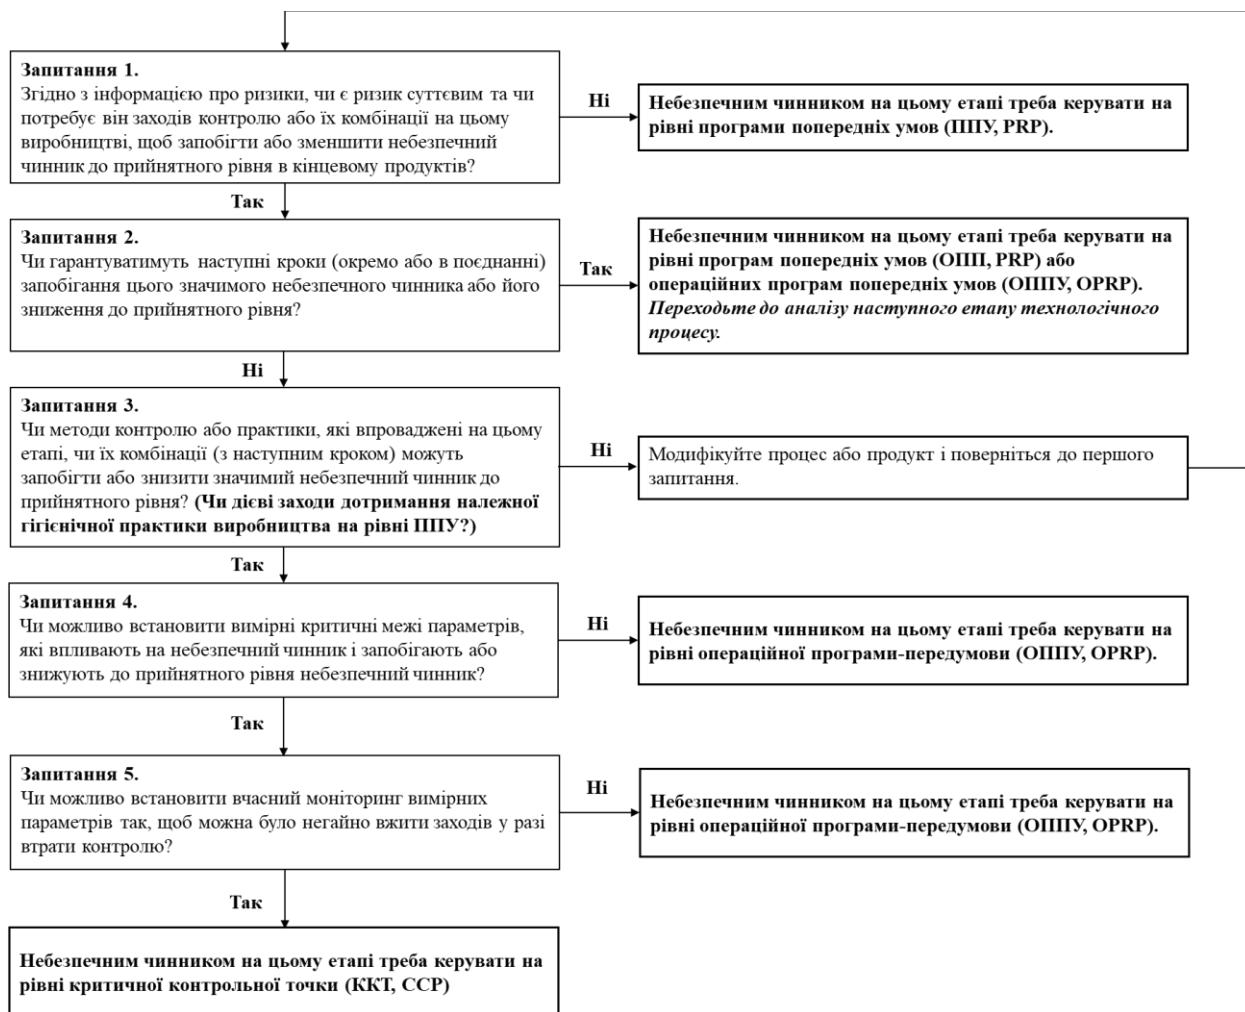 Запитання 1.
Згідно з інформацією про ризики, чи є ризик суттєвим та чи
потребує він заходів контролю або їх комбінації на цьому
виробництві, щоб запобігти або зменшити небезпечний
чинник до прийнятного рівня в кінцевому продуктів?
Ні
Небезпечним чинником на цьому етапі треба керувати на
рівні програми попередніх умов (ППУ, PRP).
Так
Запитання 2.
Чи гарантуватимуть наступні кроки (окремо або в поєднанні)
запобігання цього значимого небезпечного чинника або його
зниження до прийнятного рівня?
Так
Небезпечним чинником на цьому етапі треба керувати на
рівні програм попередніх умов (ОПП, PRP) або
операційних програм попередніх умов (ОППУ, OPRP).
Переходьте до аналізу наступного етапу технологічного
процесу.
Ні
Запитання 3.
Чи методи контролю або практики, які впроваджені на цьому
етапі, чи їх комбінації (з наступним кроком) можуть
запобігти або знизити значимий небезпечний чинник до
прийнятного рівня? (Чи дієві заходи дотримання належної
гігієнічної практики виробництва на рівні ППУ?)
Ні
Модифікуйте процес або продукт і поверніться до першого
запитання.
Так
Запитання 4.
Чи можливо встановити вимірні критичні межі параметрів,
які впливають на небезпечний чинник і запобігають або
знижують до прийнятного рівня небезпечний чинник?
Ні
Небезпечним чинником на цьому етапі треба керувати на
рівні операційної програми-передумови (ОППУ, OPRP).
Так
Запитання 5.
Чи можливо встановити вчасний моніторинг вимірних
параметрів так, щоб можна було негайно вжити заходів у разі
втрати контролю?
Ні
Небезпечним чинником на цьому етапі треба керувати на
рівні операційної програми-передумови (ОППУ, OPRP).
Так
Небезпечним чинником на цьому етапі треба керувати на
рівні критичної контрольної точки (ККТ, ССР)